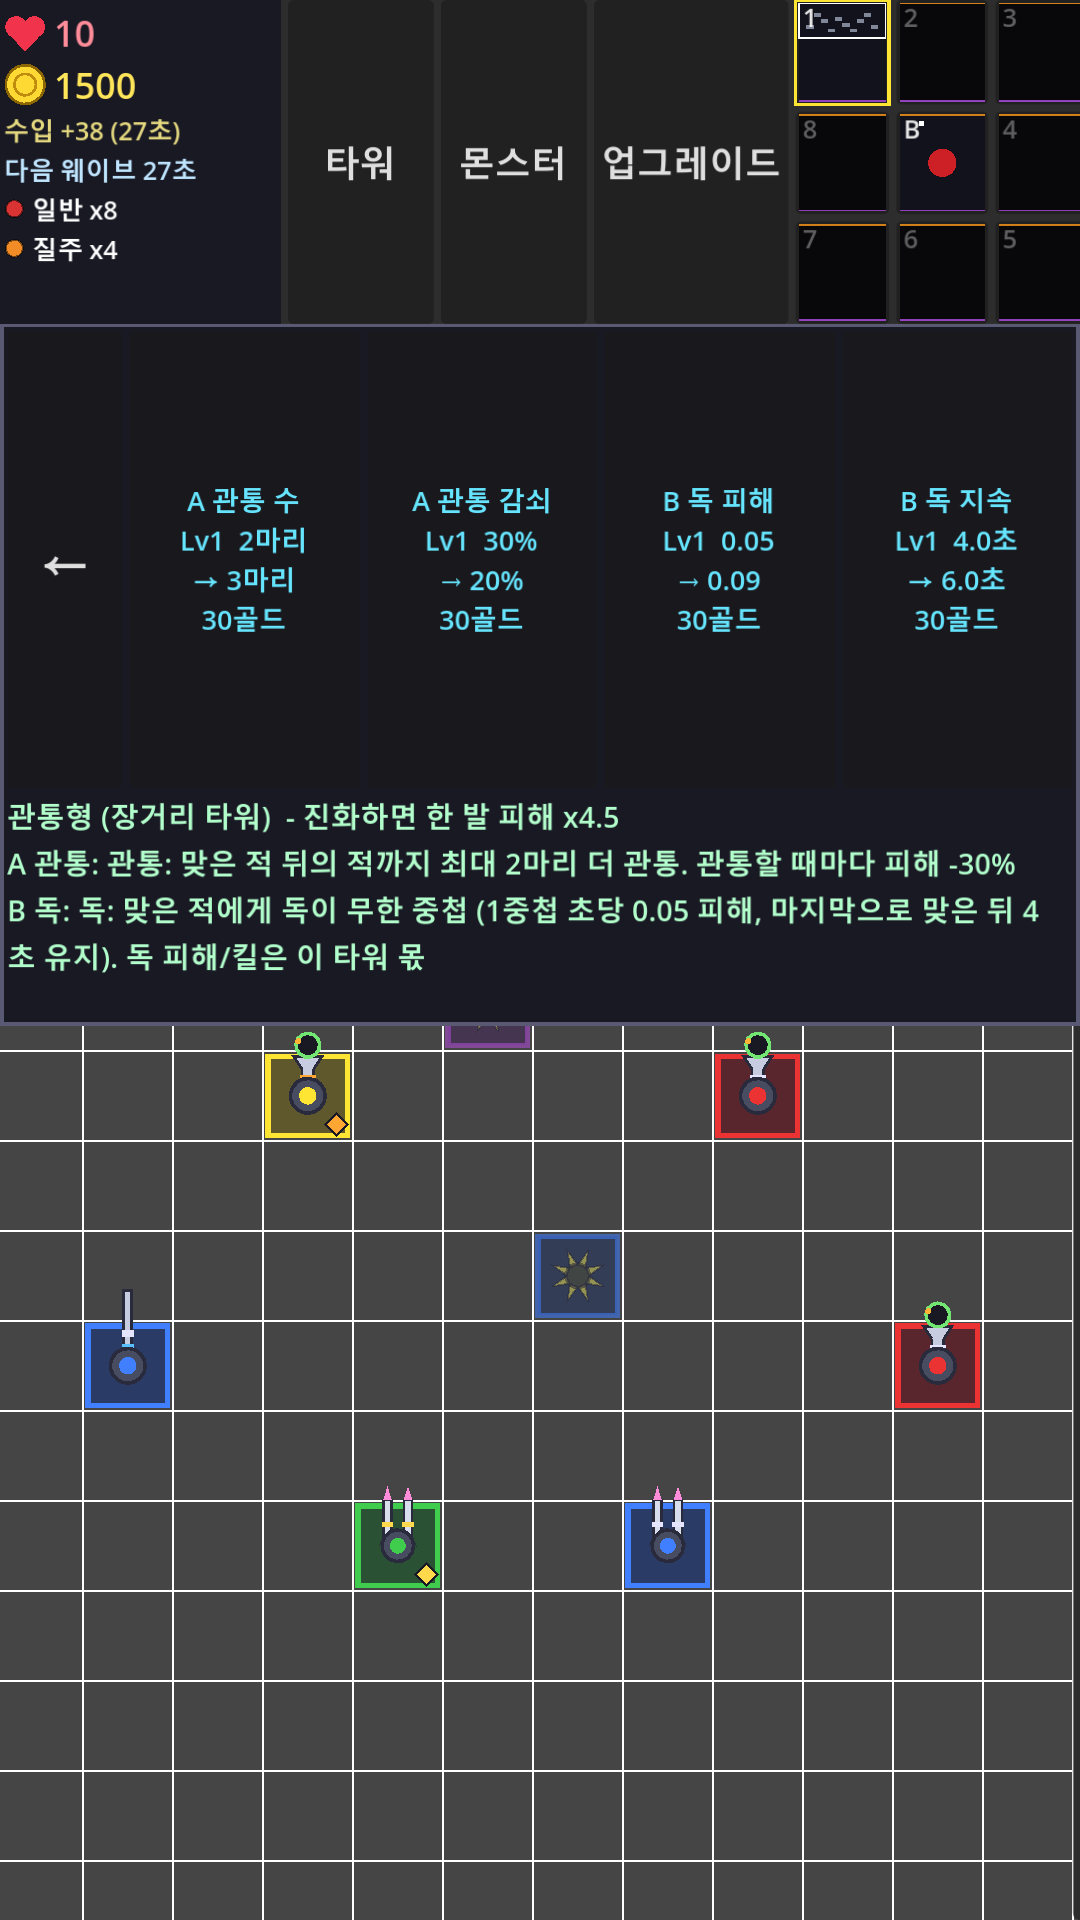 10
1500
수입 +38 (27초)
다음 웨이브 27초
일반 x8
질주 x4
타워
몬스터
업그레이드
1
2
3
8
B
4
7
6
5
←
A 관통 수
Lv1 2마리
→ 3마리
30골드
A 관통 감쇠
Lv1 30%
→ 20%
30골드
B 독 피해
Lv1 0.05
→ 0.09
30골드
B 독 지속
Lv1 4.0초
→ 6.0초
30골드
관통형 (장거리 타워) - 진화하면 한 발 피해 x4.5
A 관통: 관통: 맞은 적 뒤의 적까지 최대 2마리 더 관통. 관통할 때마다 피해 -30%
B 독: 독: 맞은 적에게 독이 무한 중첩 (1중첩 초당 0.05 피해, 마지막으로 맞은 뒤 4
초 유지). 독 피해/킬은 이 타워 몫